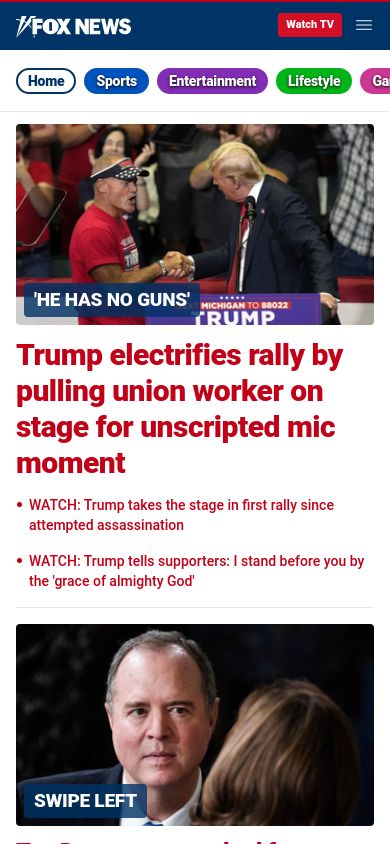 FOX NEWS
Watch TV
Home
Sports
Entertainment
Lifestyle
MICHIGAN TO 88022
TRUMP
'HE HAS NO GUNS'
Trump electrifies rally by
pulling union worker on
stage for unscripted mic
moment
• WATCH: Trump takes the stage in first rally since
attempted assassination
• WATCH: Trump tells supporters: I stand before you by
the 'grace of almighty God'
SWIPE LEFT